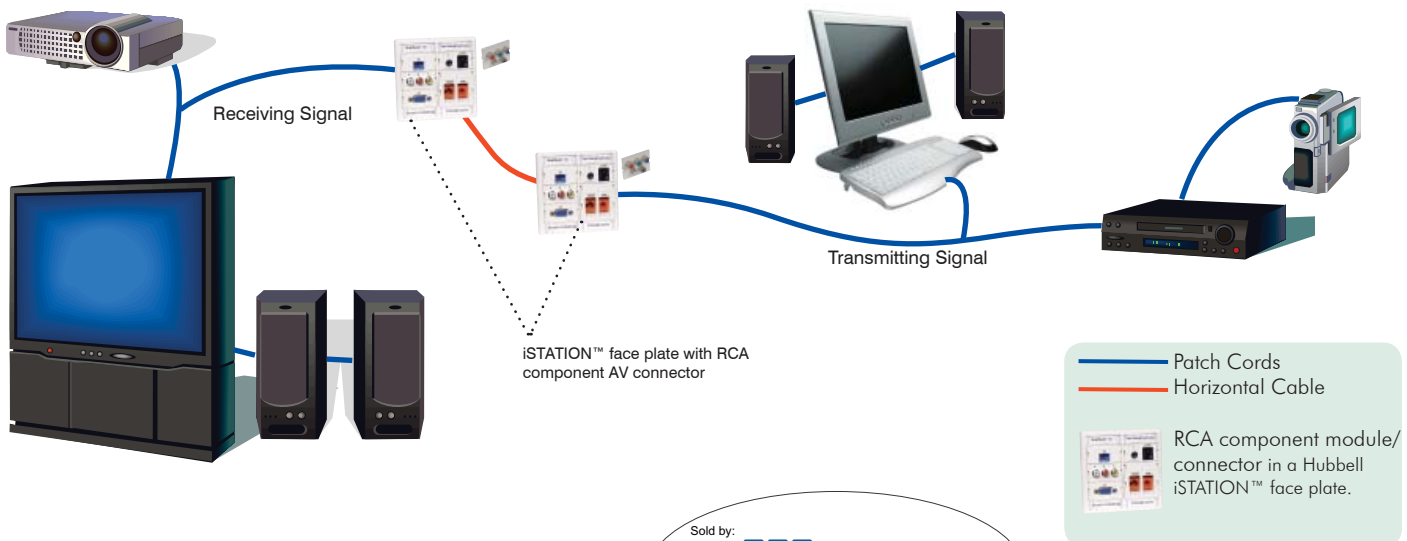 Receiving Signal
Transmitting Signal
iSTATION™ face plate with RCA
component AV connector
Patch Cords
Horizontal Cable
RCA component module/
connector in a Hubbell
iSTATION™ face plate.
Sold by: